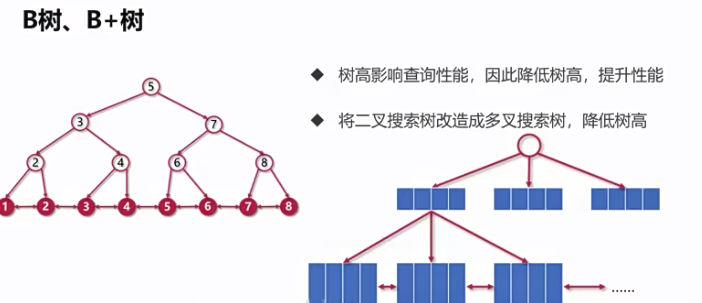 B树、B+树
◆ 树高影响查询性能，因此降低树高，提升性能
◆ 将二叉搜索树改造成多叉搜索树，降低树高
5
3 7
2 4 6 8
1 2 3 4 5 6 7 8
......